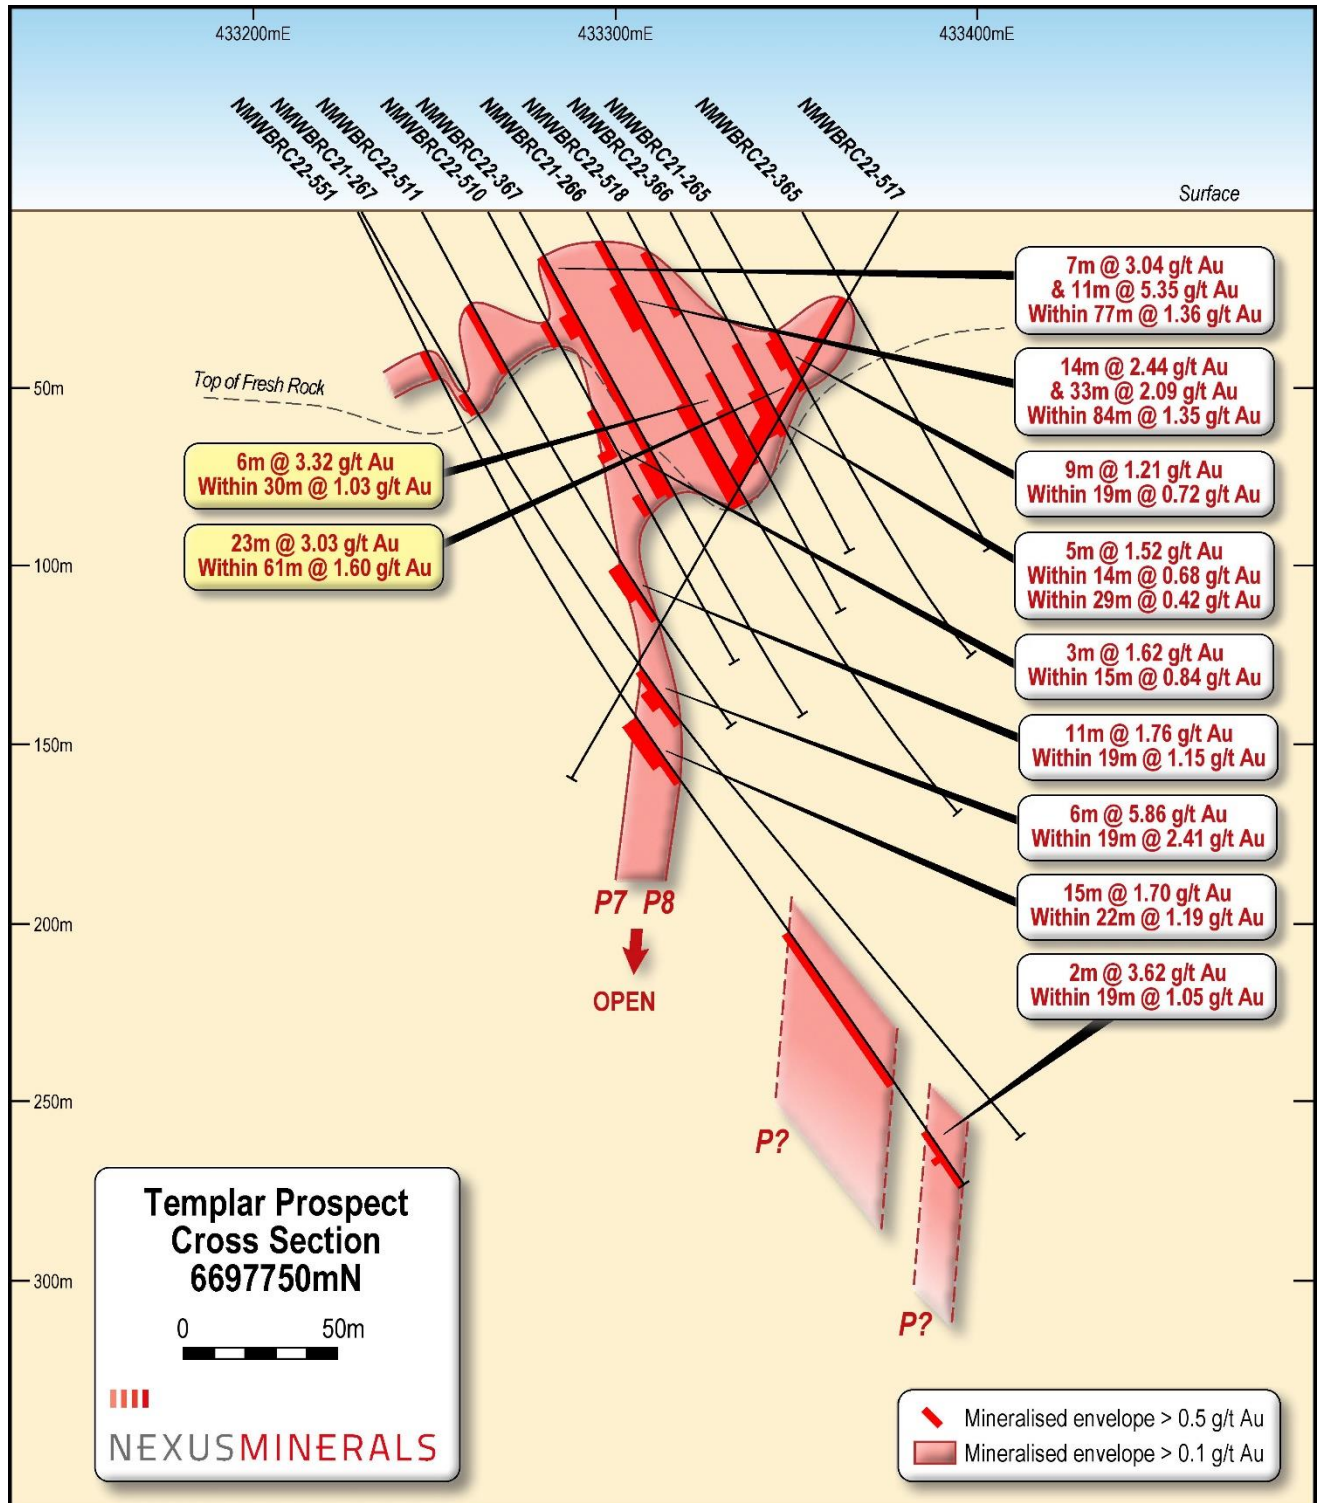 433200mE
433300mE
433400mE
NMWBRC22-551
NMWBRC21-267
NMWBRC22-511
NMWBRC22-510
NMWBRC22-367
NMWBRC21-266
NMWBRC22-518
NMWBRC22-366
NMWBRC21-265
NMWBRC22-365
NMWBRC22-517
Surface
7m @ 3.04 g/t Au
& 11m @ 5.35 g/t Au
Within 77m @ 1.36 g/t Au
14m @ 2.44 g/t Au
& 33m @ 2.09 g/t Au
Within 84m @ 1.35 g/t Au
50m
Top of Fresh Rock
6m @ 3.32 g/t Au
Within 30m @ 1.03 g/t Au
9m @ 1.21 g/t Au
Within 19m @ 0.72 g/t Au
23m @ 3.03 g/t Au
Within 61m @ 1.60 g/t Au
5m @ 1.52 g/t Au
Within 14m @ 0.68 g/t Au
Within 29m @ 0.42 g/t Au
100m
3m @ 1.62 g/t Au
Within 15m @ 0.84 g/t Au
11m @ 1.76 g/t Au
Within 19m @ 1.15 g/t Au
150m
6m @ 5.86 g/t Au
Within 19m @ 2.41 g/t Au
15m @ 1.70 g/t Au
Within 22m @ 1.19 g/t Au
P7 P8
200m
OPEN
2m @ 3.62 g/t Au
Within 19m @ 1.05 g/t Au
250m
P?
300m
P?
Templar Prospect
Cross Section
6697750mN
0 50m
NEXUSMINERALS
Mineralised envelope > 0.5 g/t Au
Mineralised envelope > 0.1 g/t Au